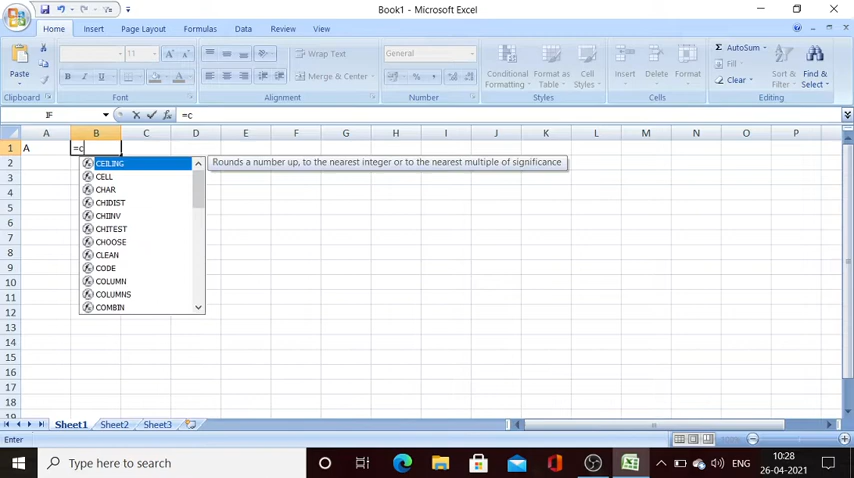 Book1 - Microsoft Excel
Home Insert Page Layout Formulas Data Review View
Paste
11
A A
B I U
Wrap Text
Merge & Center
General
Conditional Formatting
Format as Table
Cell Styles
Insert Delete Format
Σ AutoSum
Fill
Clear
Sort & Filter
Find & Select
Clipboard Font Alignment Number Styles Cells Editing
IF fx =c
A B C D E F G H I J K L M N O P
1 A =c
2 CEILING Rounds a number up, to the nearest integer or to the nearest multiple of significance
3 CELL
4 CHAR
5 CHIDIST
6 CHIINV
7 CHITEST
8 CHOOSE
9 CLEAN
10 CODE
11 COLUMN
12 COLUMNS
13 COMBIN
14
15
16
17
18
19
Sheet1 Sheet2 Sheet3
Enter 100%
Type here to search
ENG
10:28
26-04-2021